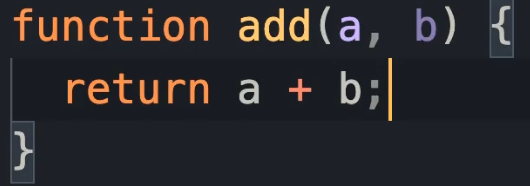 function add(a, b) {
  return a + b;
}